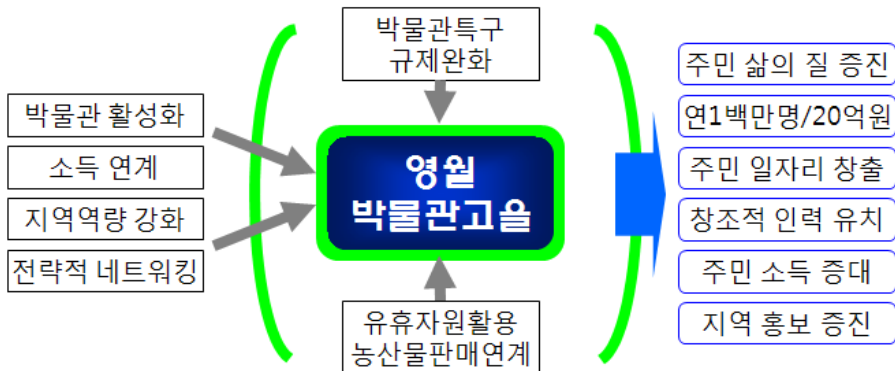 박물관특구
규제완화
박물관 활성화
소득 연계
지역역량 강화
전략적 네트워킹
영월
박물관고을
유휴자원활용
농산물판매연계
주민 삶의 질 증진
연1백만명/20억원
주민 일자리 창출
창조적 인력 유치
주민 소득 증대
지역 홍보 증진